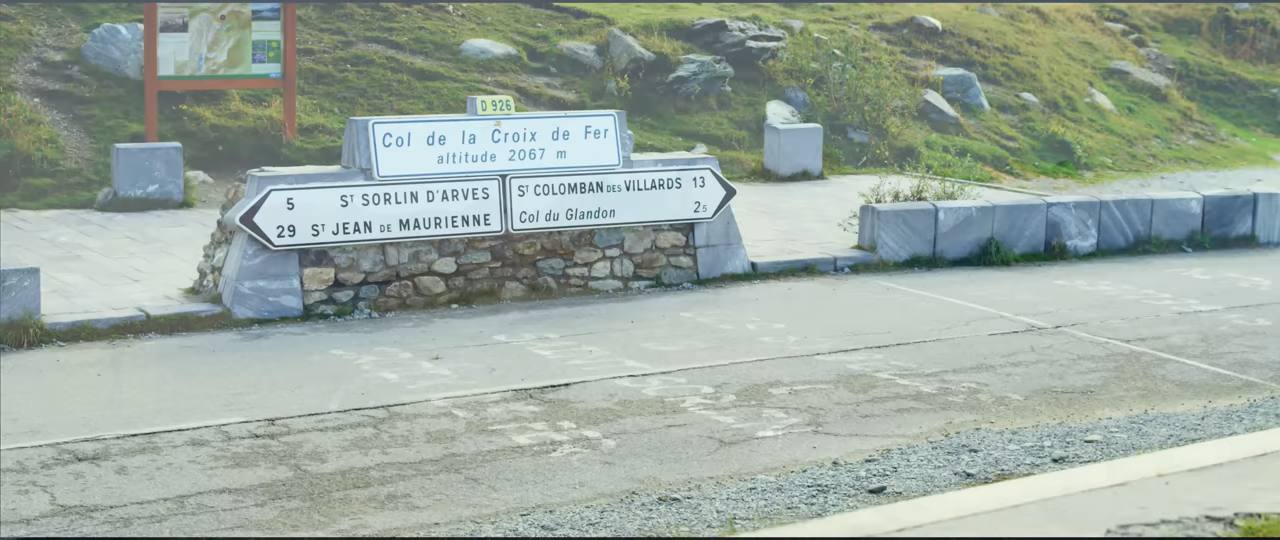 D 926
Col de la Croix de Fer
altitude 2067 m
5 ST SORLIN D'ARVES
29 ST JEAN DE MAURIENNE
ST COLOMBAN DES VILLARDS 13
Col du Glandon 25